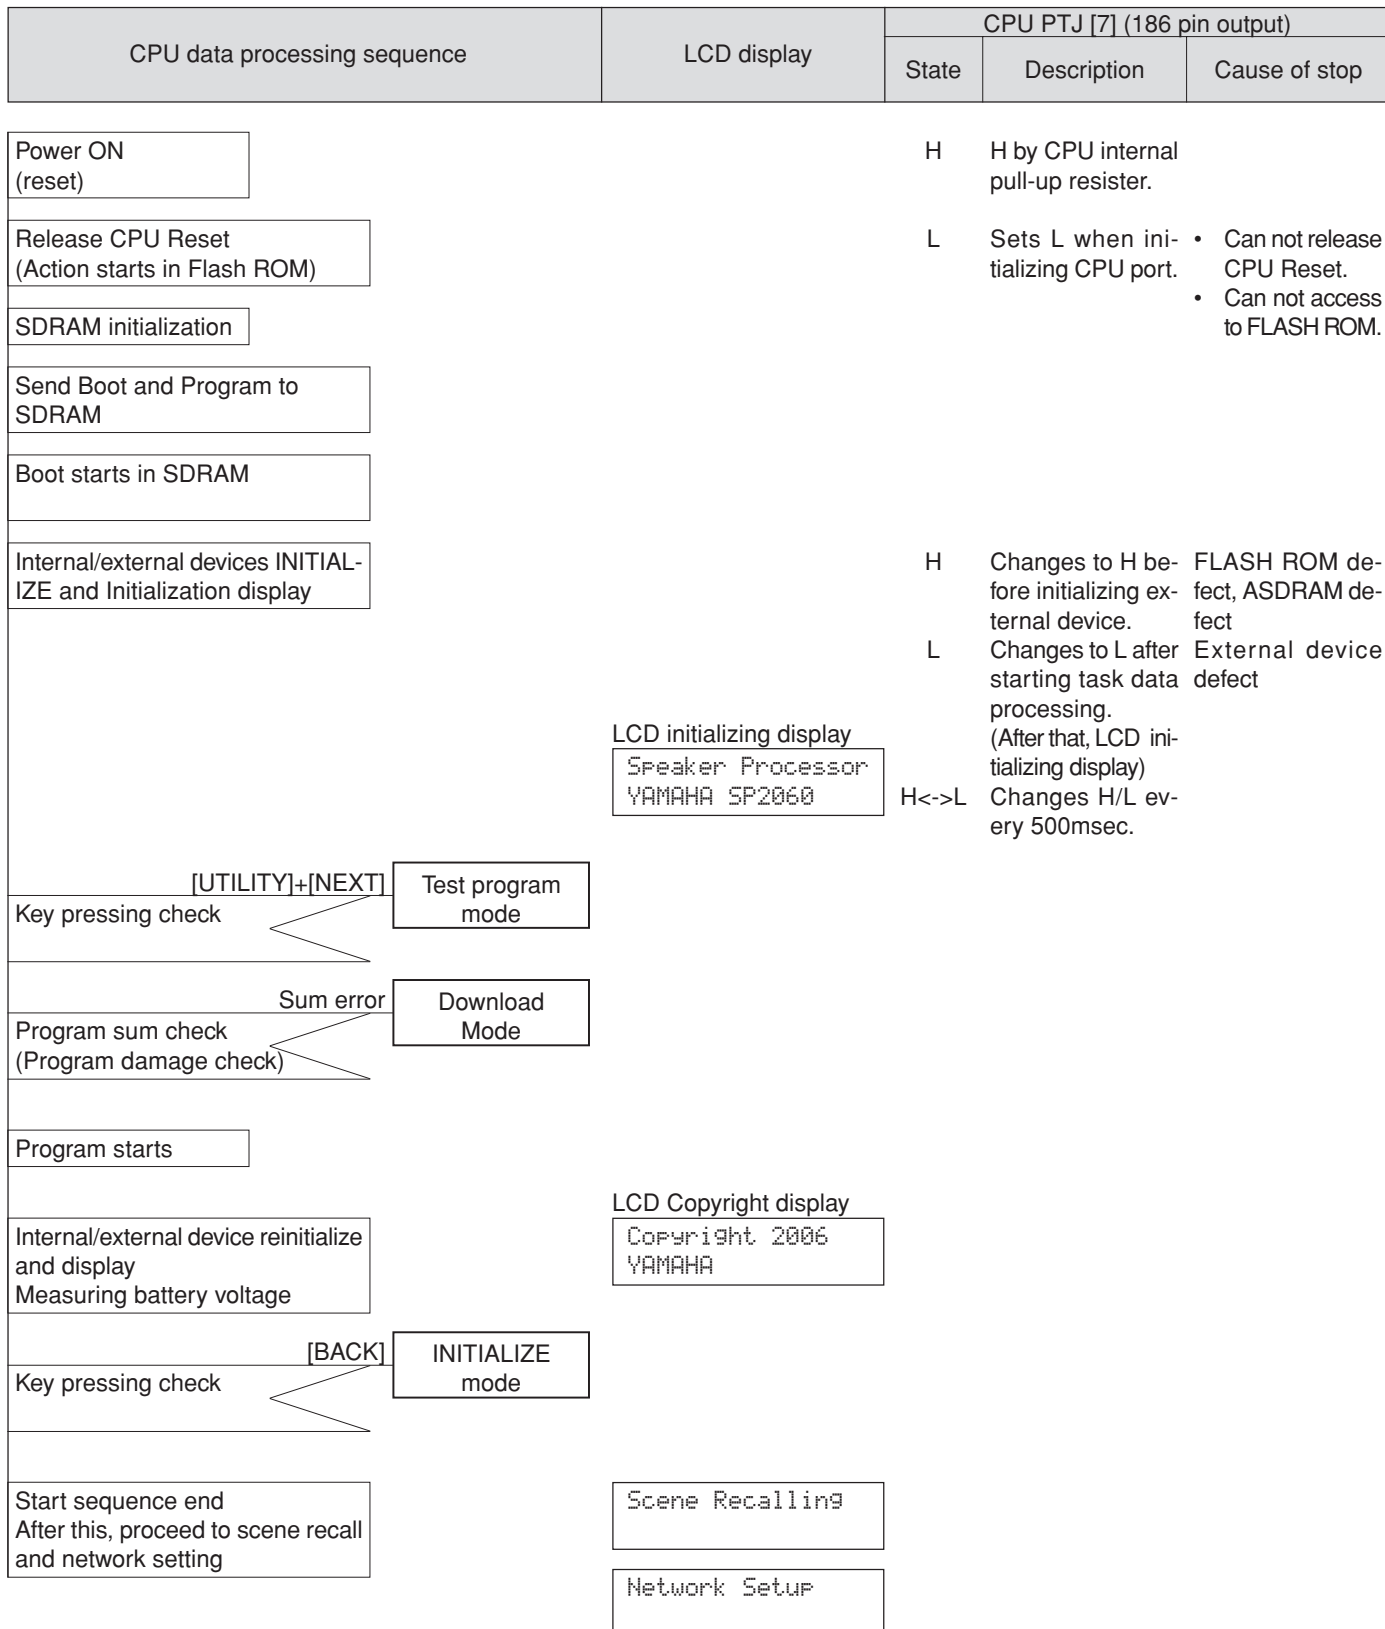 CPU data processing sequence
LCD display
CPU PTJ [7] (186 pin output)
State
Description
Cause of stop
Power ON
(reset)
H
H by CPU internal
pull-up resister.
Release CPU Reset
(Action starts in Flash ROM)
L
Sets L when ini-
tializing CPU port.
• Can not release
CPU Reset.
• Can not access
to FLASH ROM.
SDRAM initialization
Send Boot and Program to
SDRAM
Boot starts in SDRAM
Internal/external devices INITIAL-
IZE and Initialization display
H
Changes to H be-
fore initializing ex-
ternal device.
FLASH ROM de-
fect, ASDRAM de-
fect
L
Changes to L after
starting task data
processing.
(After that, LCD ini-
tializing display)
External device
defect
LCD initializing display
Speaker Processor
YAMAHA SP2060
H<->L
Changes H/L ev-
ery 500msec.
[UTILITY]+[NEXT]
Test program
mode
Key pressing check
Sum error
Download
Mode
Program sum check
(Program damage check)
Program starts
LCD Copyright display
Copyright 2006
YAMAHA
Internal/external device reinitialize
and display
Measuring battery voltage
[BACK]
INITIALIZE
mode
Key pressing check
Start sequence end
After this, proceed to scene recall
and network setting
Scene Recalling
Network Setup